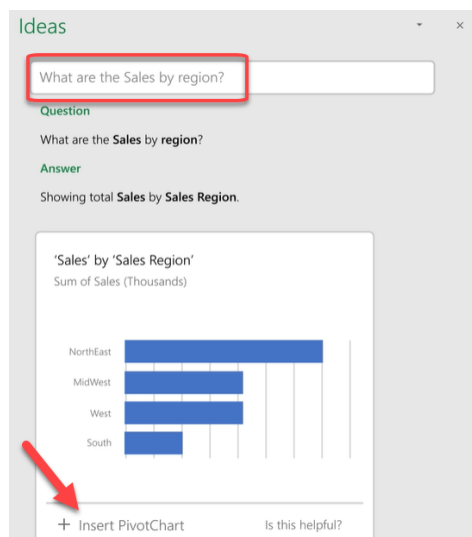 Ideas
What are the Sales by region?
Question
What are the Sales by region?
Answer
Showing total Sales by Sales Region.
'Sales' by 'Sales Region'
Sum of Sales (Thousands)
NorthEast
MidWest
West
South
+ Insert PivotChart Is this helpful?